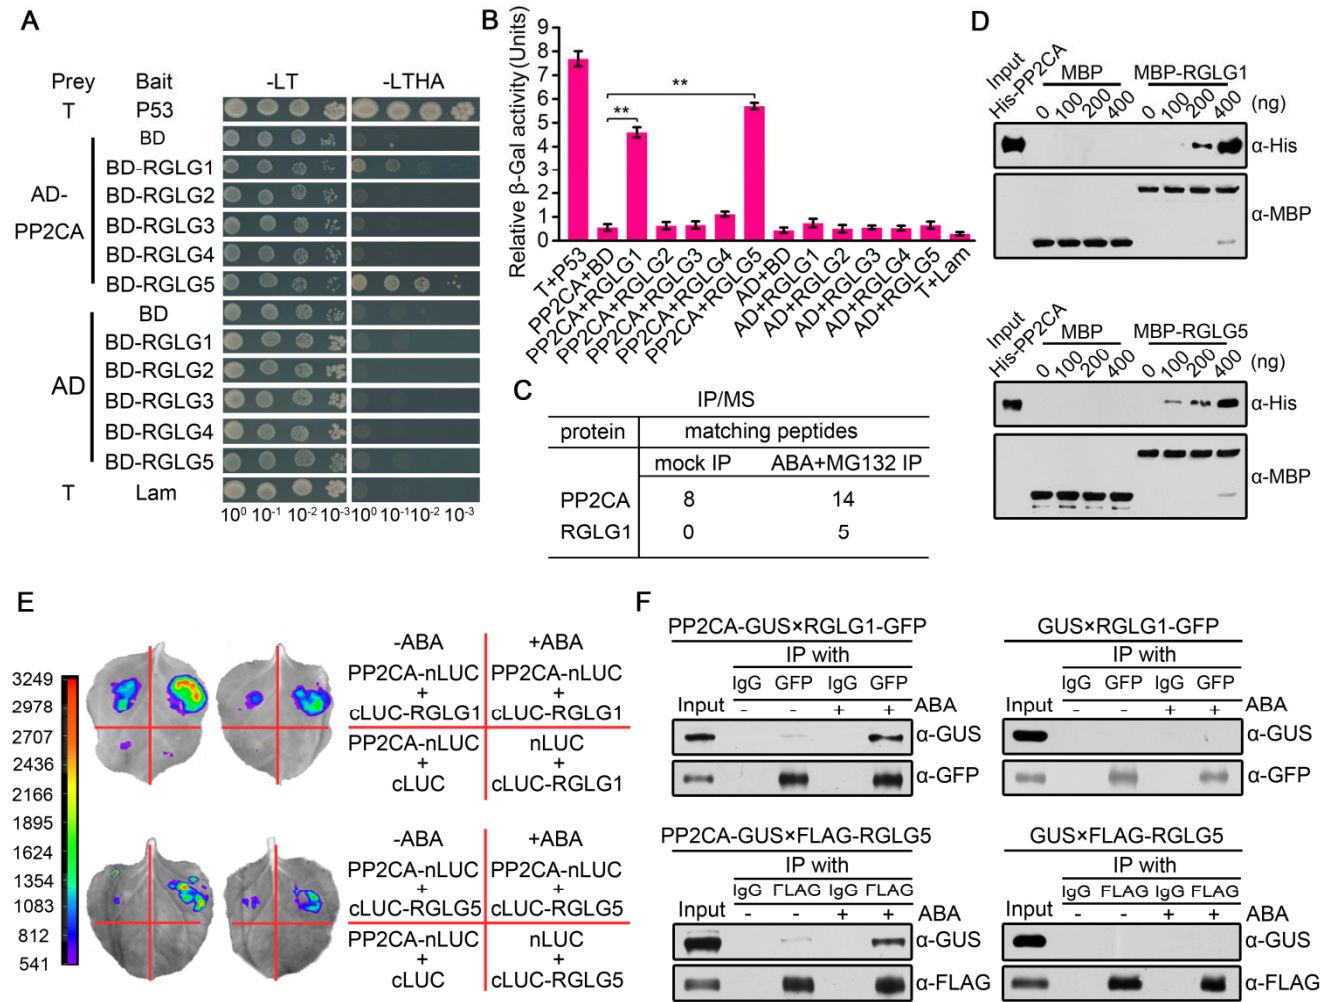 A
Prey Bait -LT -LTHA
T P53
AD-PP2CA
BD
BD-RGLG1
BD-RGLG2
BD-RGLG3
BD-RGLG4
BD-RGLG5
AD
BD
BD-RGLG1
BD-RGLG2
BD-RGLG3
BD-RGLG4
BD-RGLG5
T Lam
10⁰ 10⁻¹ 10⁻² 10⁻³ 10⁰ 10⁻¹ 10⁻² 10⁻³
B
Relative β-Gal activity (Units)
9
8
7
6
5
4
3
2
1
0
**
**
T+P53
PP2CA+BD
PP2CA+RGLG1
PP2CA+RGLG2
PP2CA+RGLG3
PP2CA+RGLG4
PP2CA+RGLG5
AD+BD
AD+RGLG1
AD+RGLG2
AD+RGLG3
AD+RGLG4
AD+RGLG5
T+Lam
C
IP/MS
protein matching peptides
mock IP ABA+MG132 IP
PP2CA 8 14
RGLG1 0 5
D
Input
His-PP2CA
MBP MBP-RGLG1
0 100 200 400 0 100 200 400 (ng)
α-His
α-MBP
Input
His-PP2CA
MBP MBP-RGLG5
0 100 200 400 0 100 200 400 (ng)
α-His
α-MBP
E
3249
2978
2707
2436
2166
1895
1624
1354
1083
812
541
-ABA +ABA
PP2CA-nLUC PP2CA-nLUC
+ +
cLUC-RGLG1 cLUC-RGLG1
PP2CA-nLUC nLUC
+ +
cLUC cLUC-RGLG1
-ABA +ABA
PP2CA-nLUC PP2CA-nLUC
+ +
cLUC-RGLG5 cLUC-RGLG5
PP2CA-nLUC nLUC
+ +
cLUC cLUC-RGLG5
F
PP2CA-GUS×RGLG1-GFP
IP with
Input IgG GFP IgG GFP
- - + + ABA
α-GUS
α-GFP
GUS×RGLG1-GFP
IP with
Input IgG GFP IgG GFP
- - + + ABA
α-GUS
α-GFP
PP2CA-GUS×FLAG-RGLG5
IP with
Input IgG FLAG IgG FLAG
- - + + ABA
α-GUS
α-FLAG
GUS×FLAG-RGLG5
IP with
Input IgG FLAG IgG FLAG
- - + + ABA
α-GUS
α-FLAG